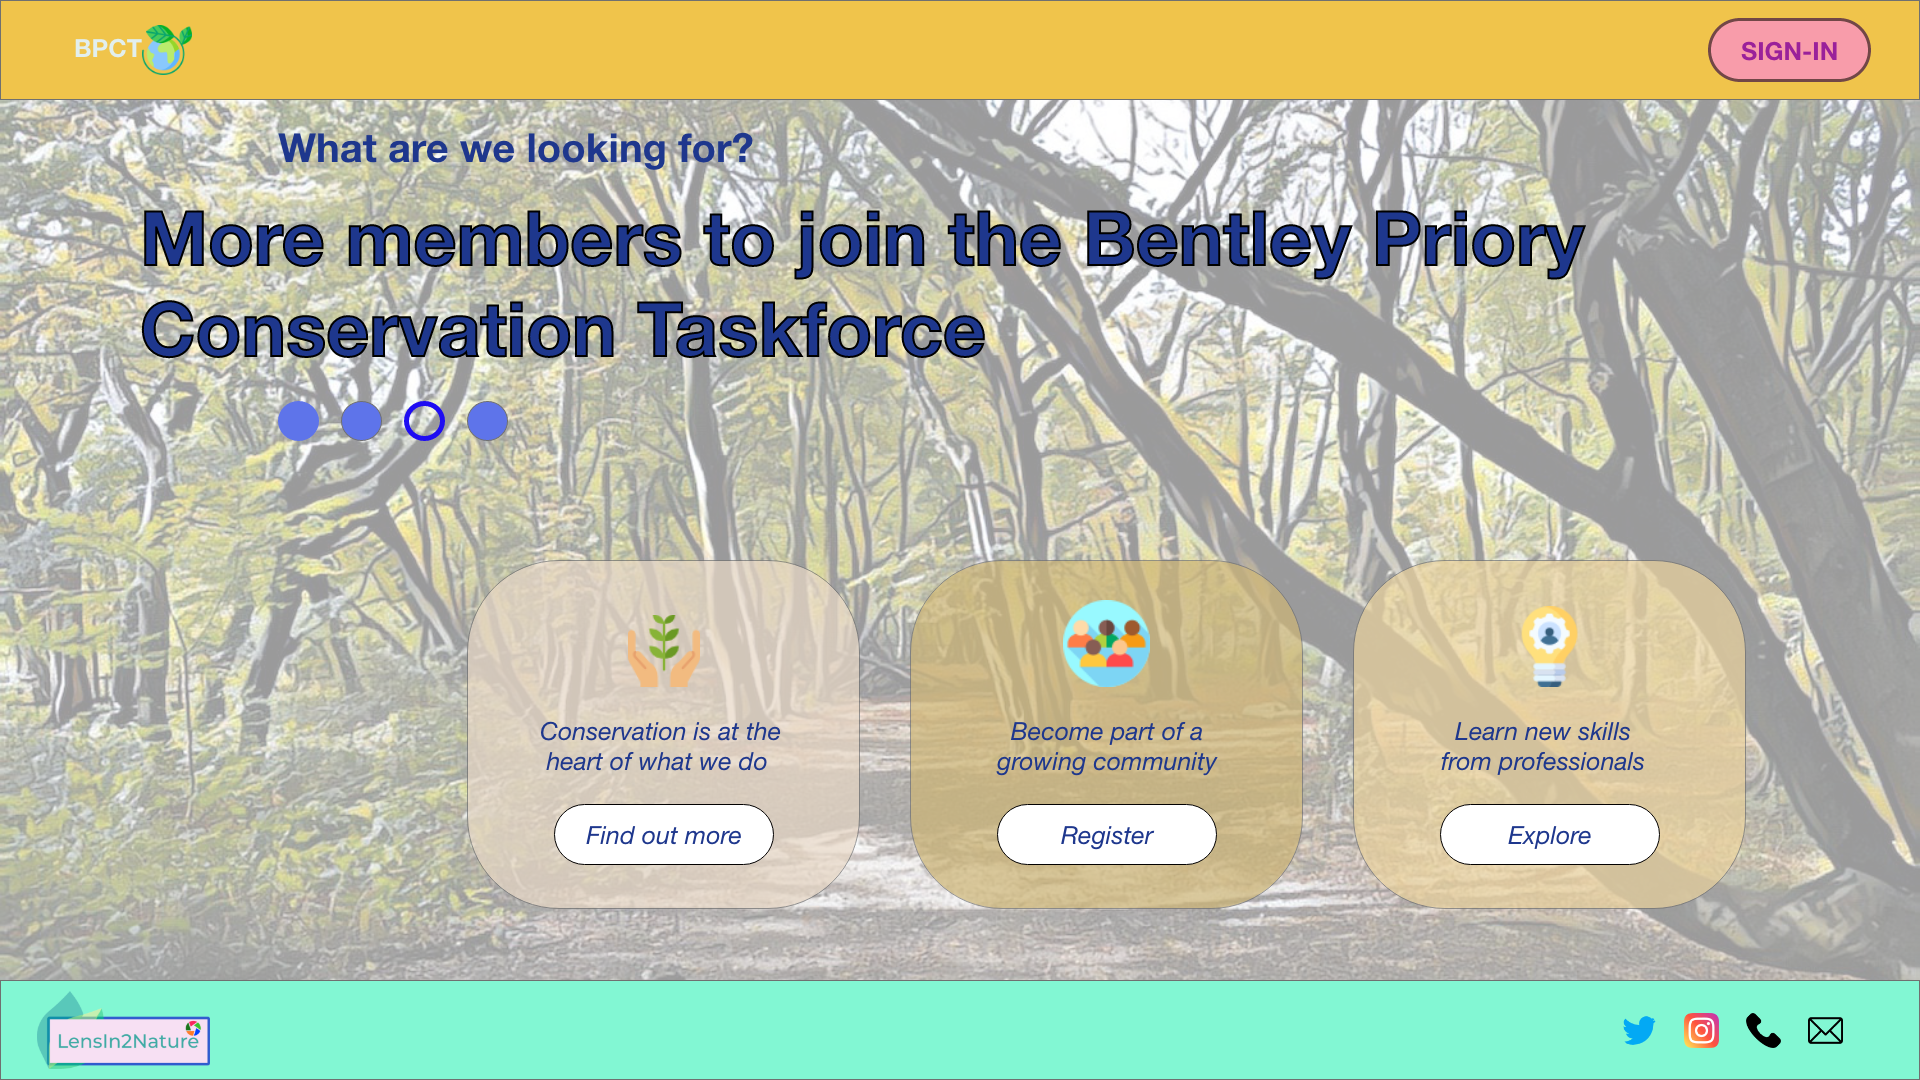 BPCT
SIGN-IN
What are we looking for?
More members to join the Bentley Priory
Conservation Taskforce
Conservation is at the
heart of what we do
Find out more
Become part of a
growing community
Register
Learn new skills
from professionals
Explore
LensIn2Nature